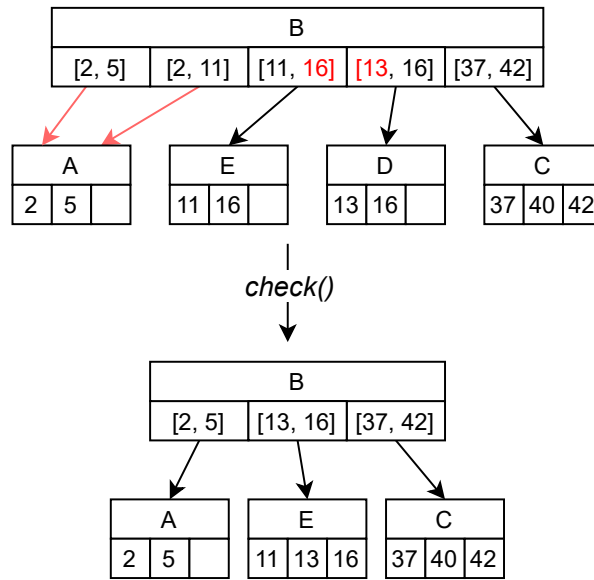 B
[2, 5] [2, 11] [11, 16] [13, 16] [37, 42]
A E D C
2 5 11 16 13 16 37 40 42
check()
B
[2, 5] [13, 16] [37, 42]
A E C
2 5 11 13 16 37 40 42